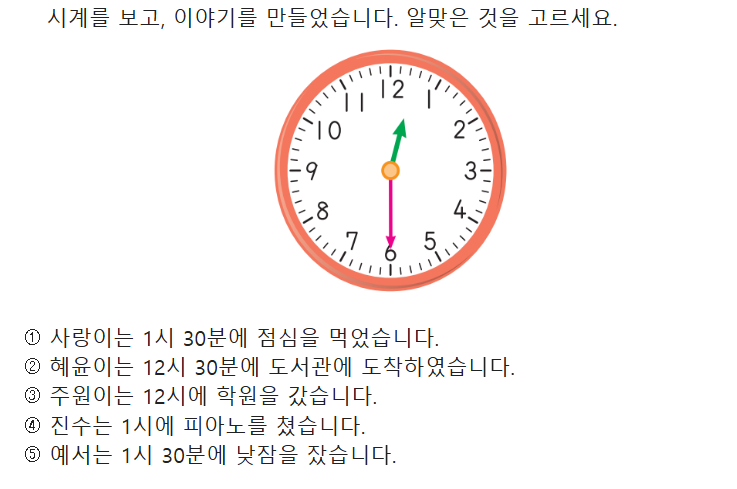 시계를 보고, 이야기를 만들었습니다. 알맞은 것을 고르세요.
12
11 1
10 2
9 3
8 4
7 5
6
① 사랑이는 1시 30분에 점심을 먹었습니다.
② 혜윤이는 12시 30분에 도서관에 도착하였습니다.
③ 주원이는 12시에 학원을 갔습니다.
④ 진수는 1시에 피아노를 쳤습니다.
⑤ 예서는 1시 30분에 낮잠을 잤습니다.